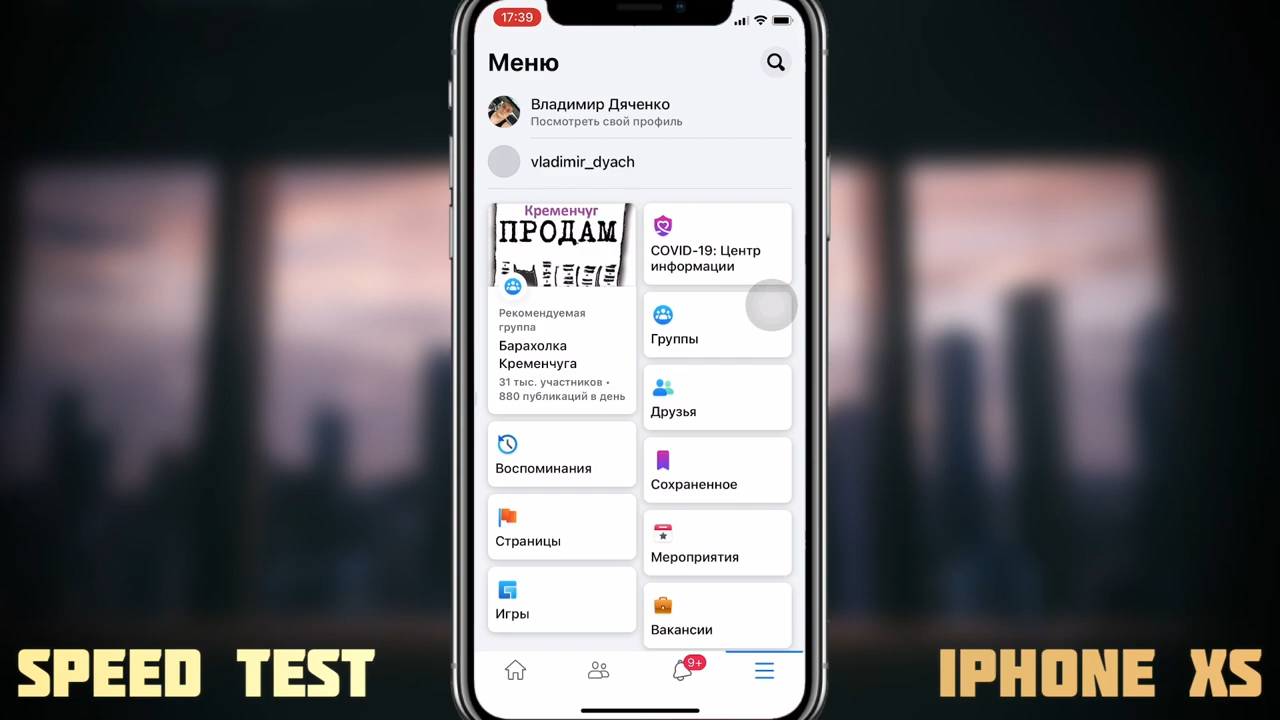 17:39
Меню
Владимир Дяченко
Посмотреть свой профиль
vladimir_dyach
Кременчуг
ПРОДАМ
Рекомендуемая
группа
Барахолка
Кременчуга
31 тыс. участников •
880 публикаций в день
Воспоминания
Страницы
Игры
COVID-19: Центр
информации
Группы
Друзья
Сохраненное
Мероприятия
Вакансии
9+
SPEED TEST
IPHONE XS